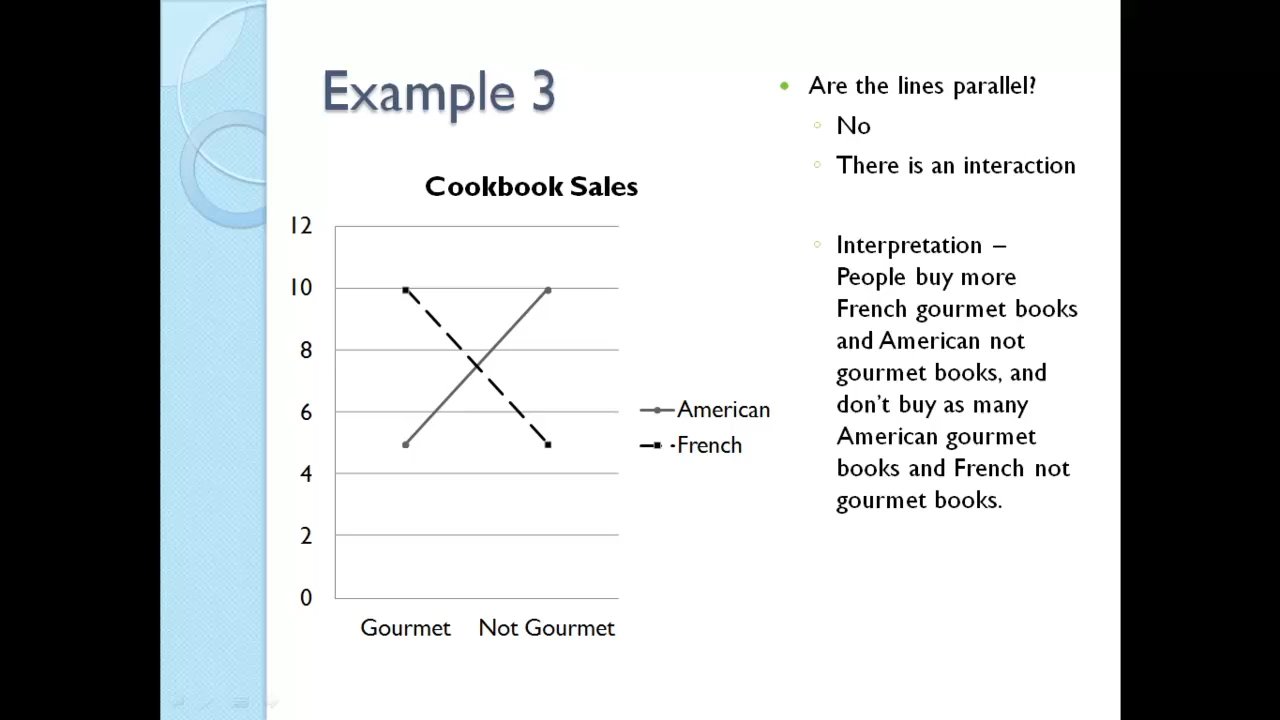 Example 3
Cookbook Sales
12
10
8
6
4
2
0
Gourmet Not Gourmet
American
French
Are the lines parallel?
No
There is an interaction
Interpretation –
People buy more
French gourmet books
and American not
gourmet books, and
don't buy as many
American gourmet
books and French not
gourmet books.